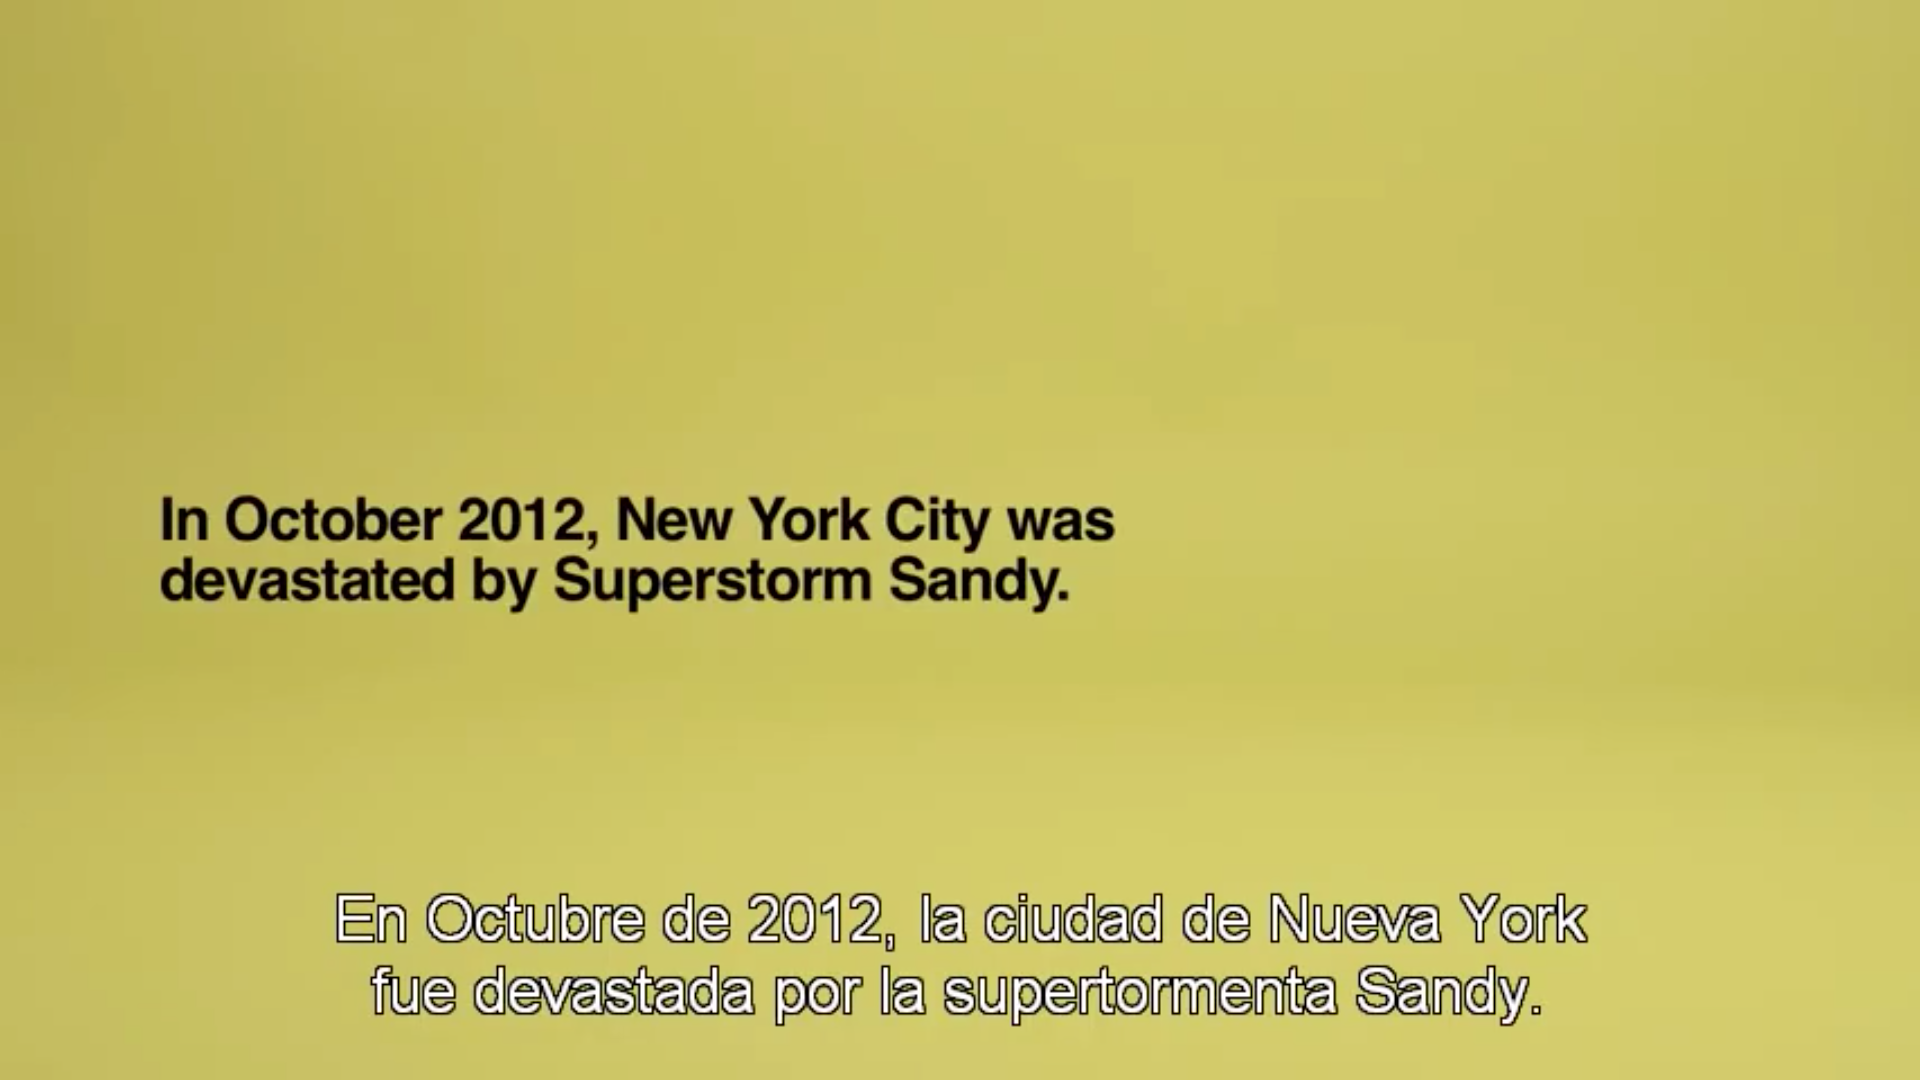 In October 2012, New York City was
devastated by Superstorm Sandy.
En Octubre de 2012, la ciudad de Nueva York
fue devastada por la supertormenta Sandy.